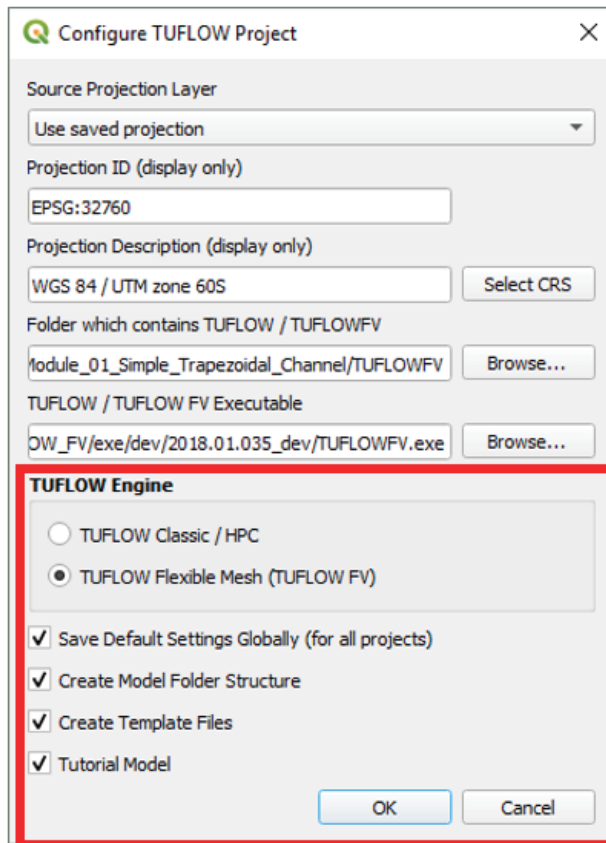 Configure TUFLOW Project
Source Projection Layer
Use saved projection
Projection ID (display only)
EPSG:32760
Projection Description (display only)
WGS 84 / UTM zone 60S
Select CRS
Folder which contains TUFLOW / TUFLOWFV
Module_01_Simple_Trapezoidal_Channel/TUFLOWFV
Browse...
TUFLOW / TUFLOW FV Executable
OW_FV/exe/dev/2018.01.035_dev/TUFLOWFV.exe
Browse...
TUFLOW Engine
TUFLOW Classic / HPC
TUFLOW Flexible Mesh (TUFLOW FV)
Save Default Settings Globally (for all projects)
Create Model Folder Structure
Create Template Files
Tutorial Model
OK
Cancel